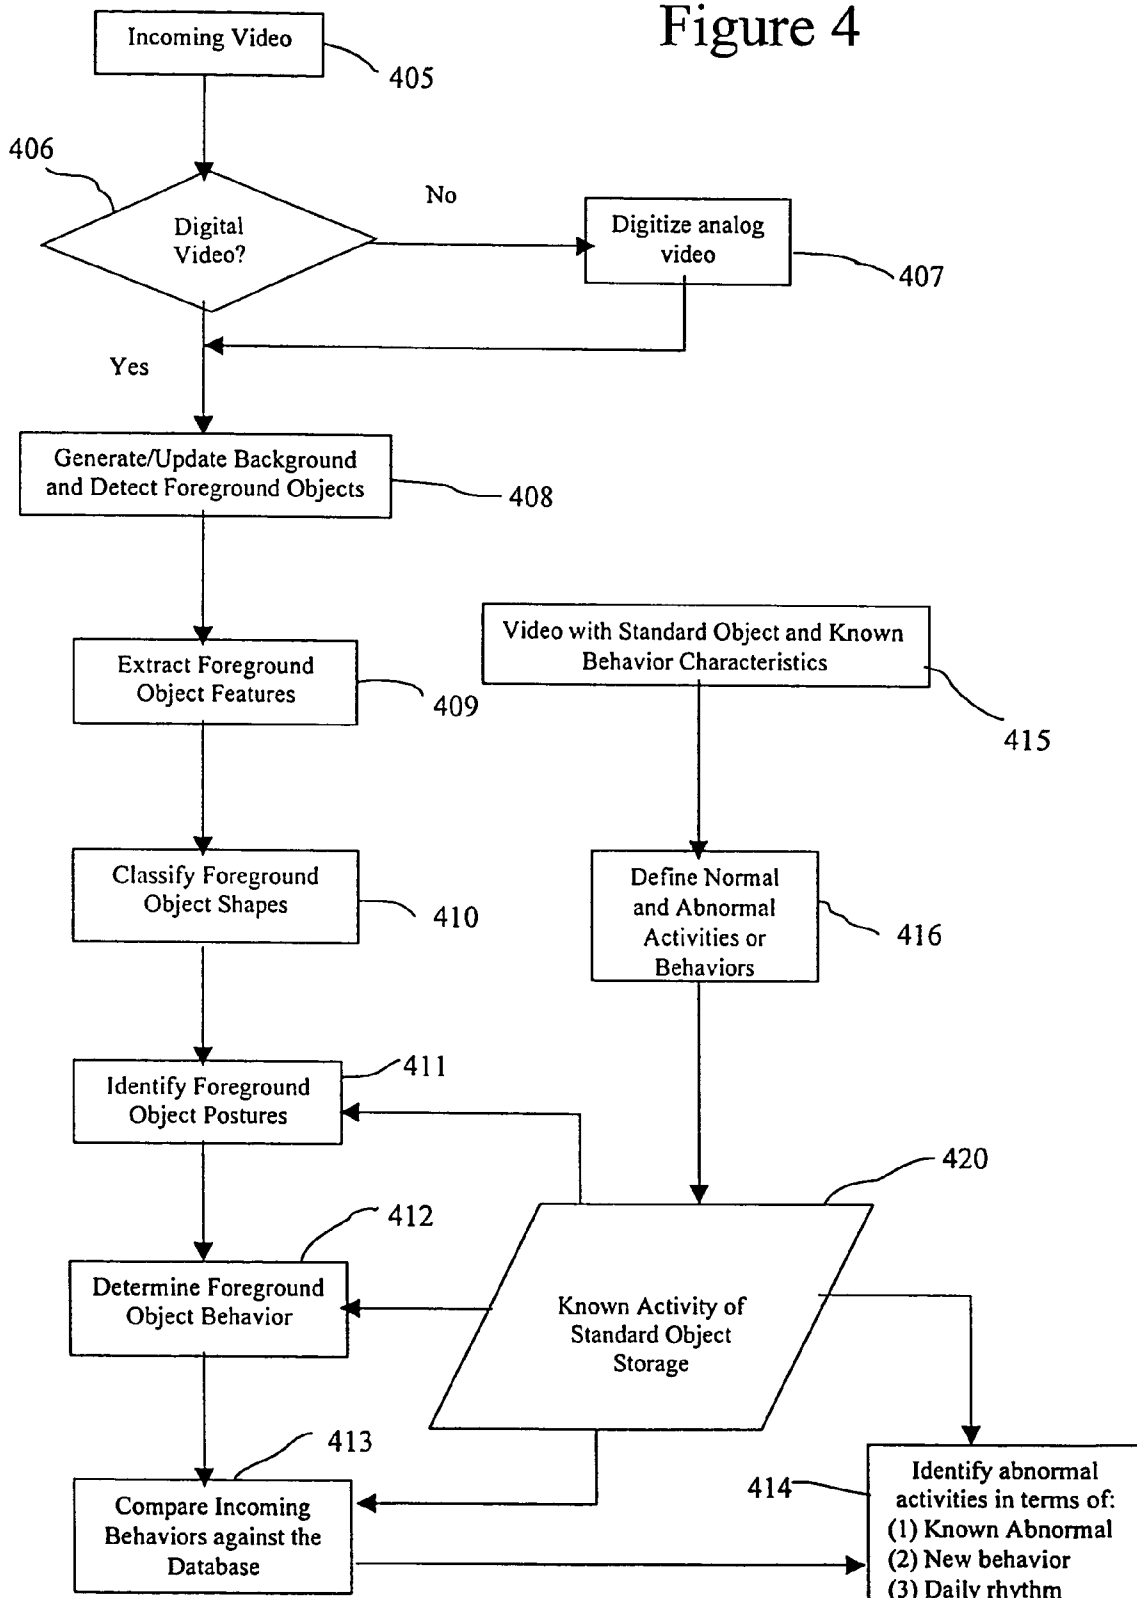 Figure 4
Incoming Video
405
406
Digital
Video?
No
Digitize analog
video
407
Yes
Generate/Update Background
and Detect Foreground Objects
408
Extract Foreground
Object Features
409
Video with Standard Object and Known
Behavior Characteristics
415
Classify Foreground
Object Shapes
410
Define Normal
and Abnormal
Activities or
Behaviors
416
Identify Foreground
Object Postures
411
420
412
Determine Foreground
Object Behavior
Known Activity of
Standard Object
Storage
413
Compare Incoming
Behaviors against the
Database
414
Identify abnormal
activities in terms of:
(1) Known Abnormal
(2) New behavior
(3) Daily rhythm